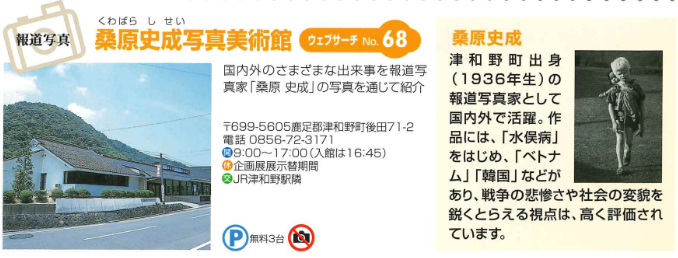 報道写真
くわばら しせい
桑原史成写真美術館
ウェブサーチ No.68
国内外のさまざまな出来事を報道写
真家「桑原 史成」の写真を通じて紹介
〒699-5605鹿足郡津和野町後田71-2
電話 0856-72-3171
開9:00～17:00(入館は16:45)
休企画展展示替期間
交JR津和野駅隣
P無料3台
桑原史成
津和野町出身
(1936年生)の
報道写真家として
国内外で活躍。作
品には、「水俣病」
をはじめ、「ベトナ
ム」「韓国」などが
あり、戦争の悲惨さや社会の変貌を
鋭くとらえる視点は、高く評価され
ています。